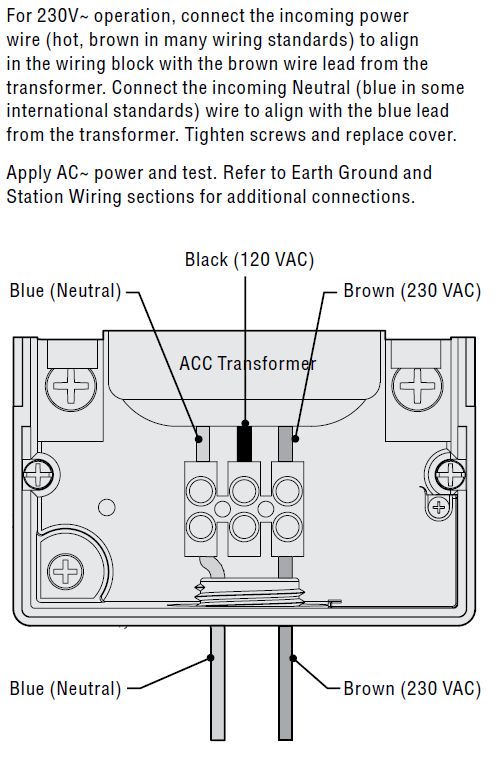 For 230V~ operation, connect the incoming power
wire (hot, brown in many wiring standards) to align
in the wiring block with the brown wire lead from the
transformer. Connect the incoming Neutral (blue in some
international standards) wire to align with the blue lead
from the transformer. Tighten screws and replace cover.
Apply AC~ power and test. Refer to Earth Ground and
Station Wiring sections for additional connections.
Black (120 VAC)
Blue (Neutral)
Brown (230 VAC)
ACC Transformer
Blue (Neutral)
Brown (230 VAC)